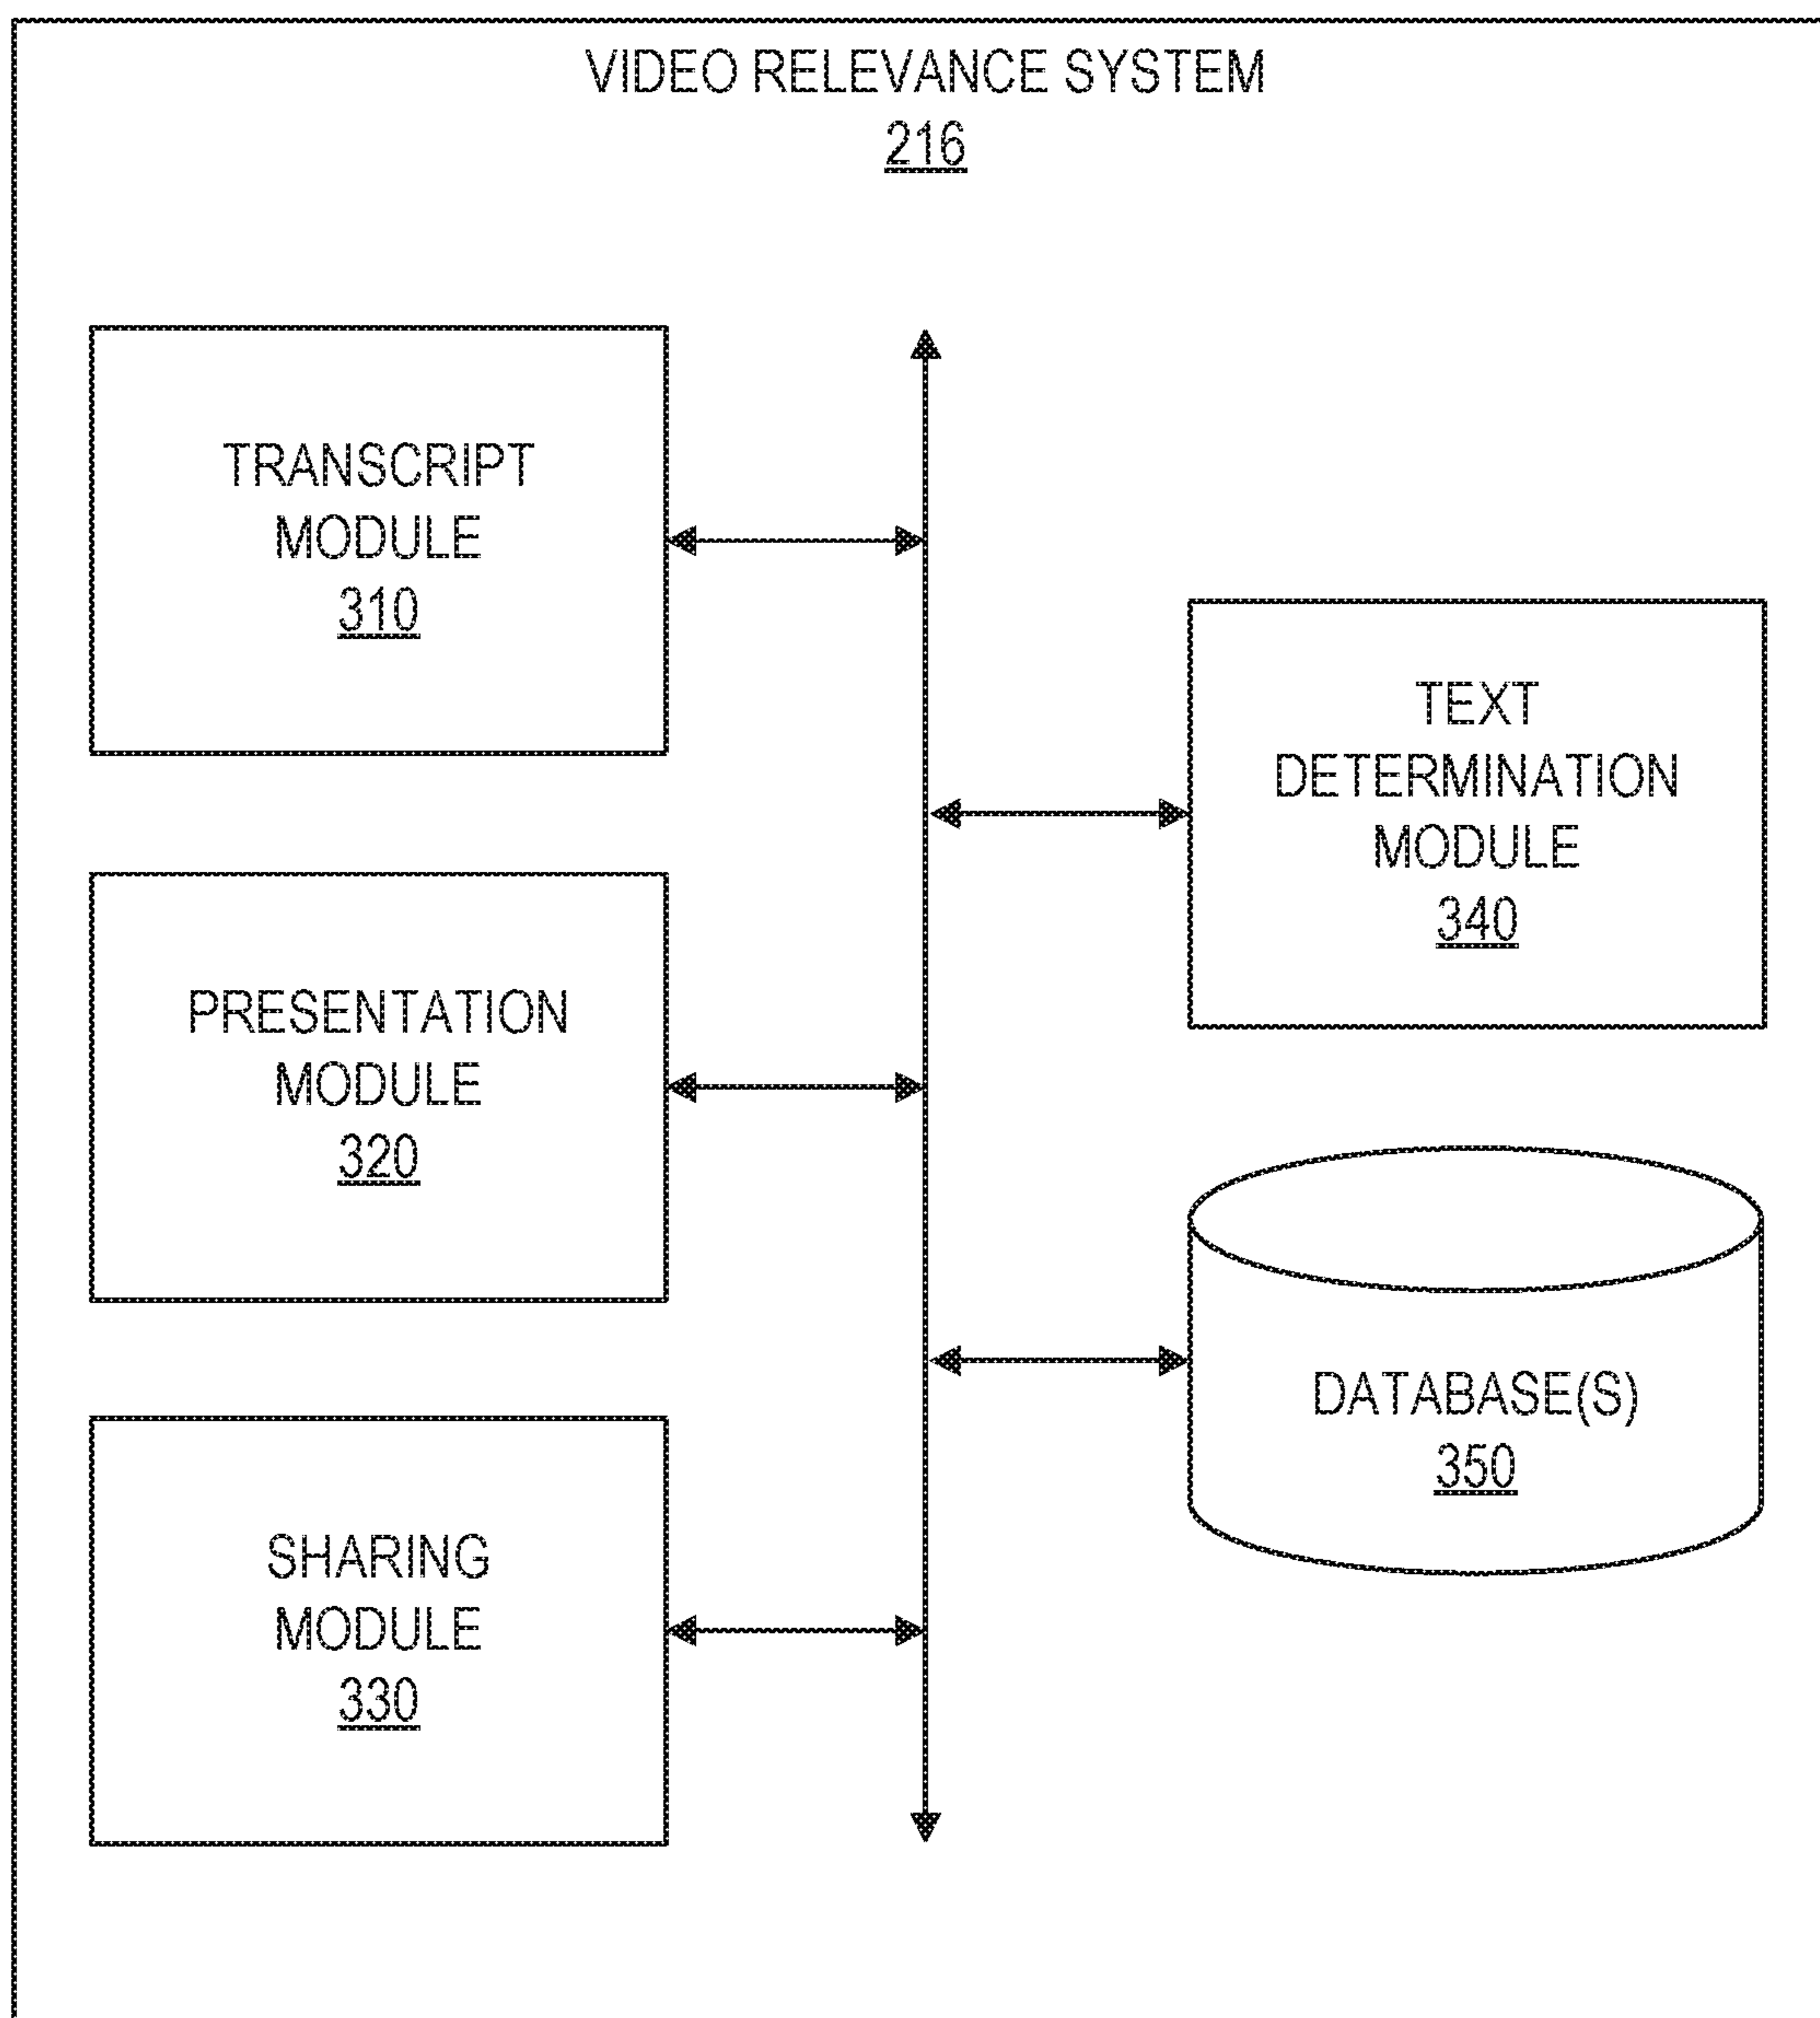 VIDEO RELEVANCE SYSTEM
216
TRANSCRIPT
MODULE
310
PRESENTATION
MODULE
320
SHARING
MODULE
330
TEXT
DETERMINATION
MODULE
340
DATABASE(S)
350